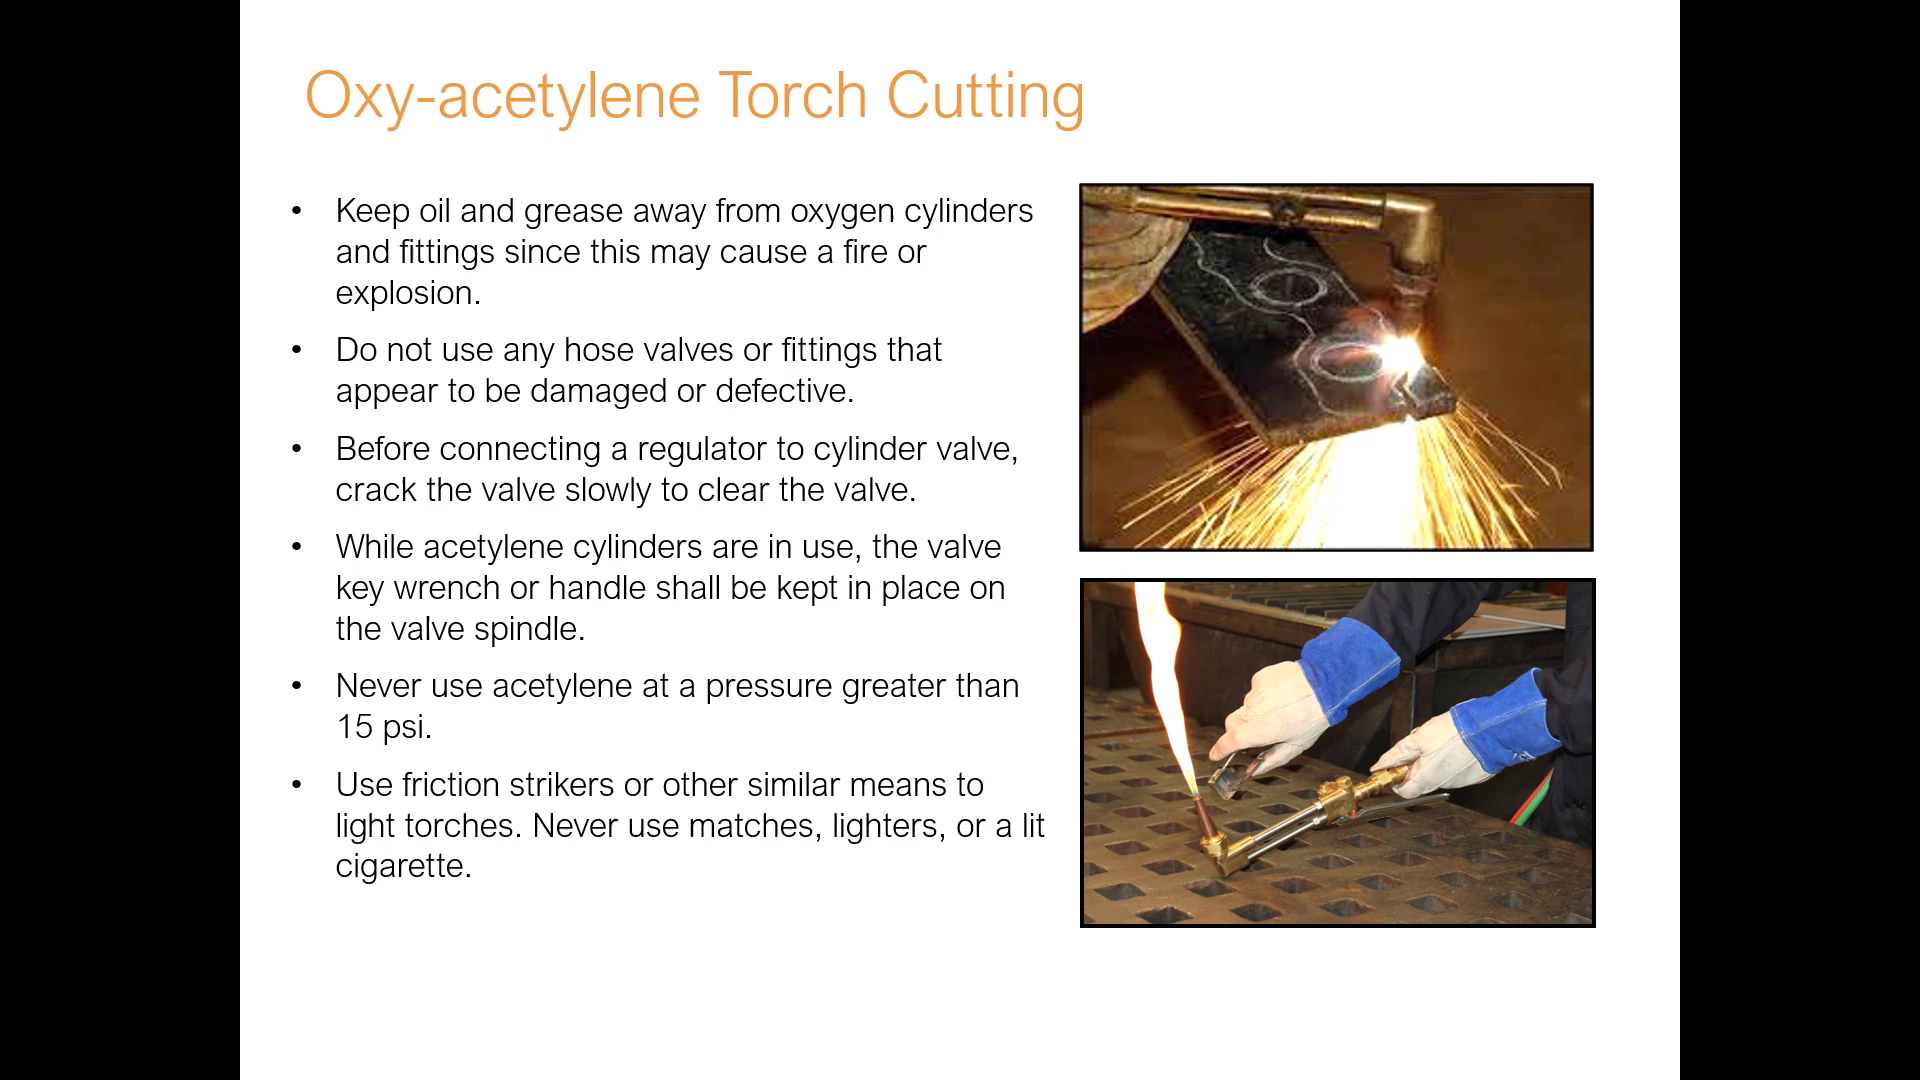 Oxy-acetylene Torch Cutting
• Keep oil and grease away from oxygen cylinders
and fittings since this may cause a fire or
explosion.
• Do not use any hose valves or fittings that
appear to be damaged or defective.
• Before connecting a regulator to cylinder valve,
crack the valve slowly to clear the valve.
• While acetylene cylinders are in use, the valve
key wrench or handle shall be kept in place on
the valve spindle.
• Never use acetylene at a pressure greater than
15 psi.
• Use friction strikers or other similar means to
light torches. Never use matches, lighters, or a lit
cigarette.